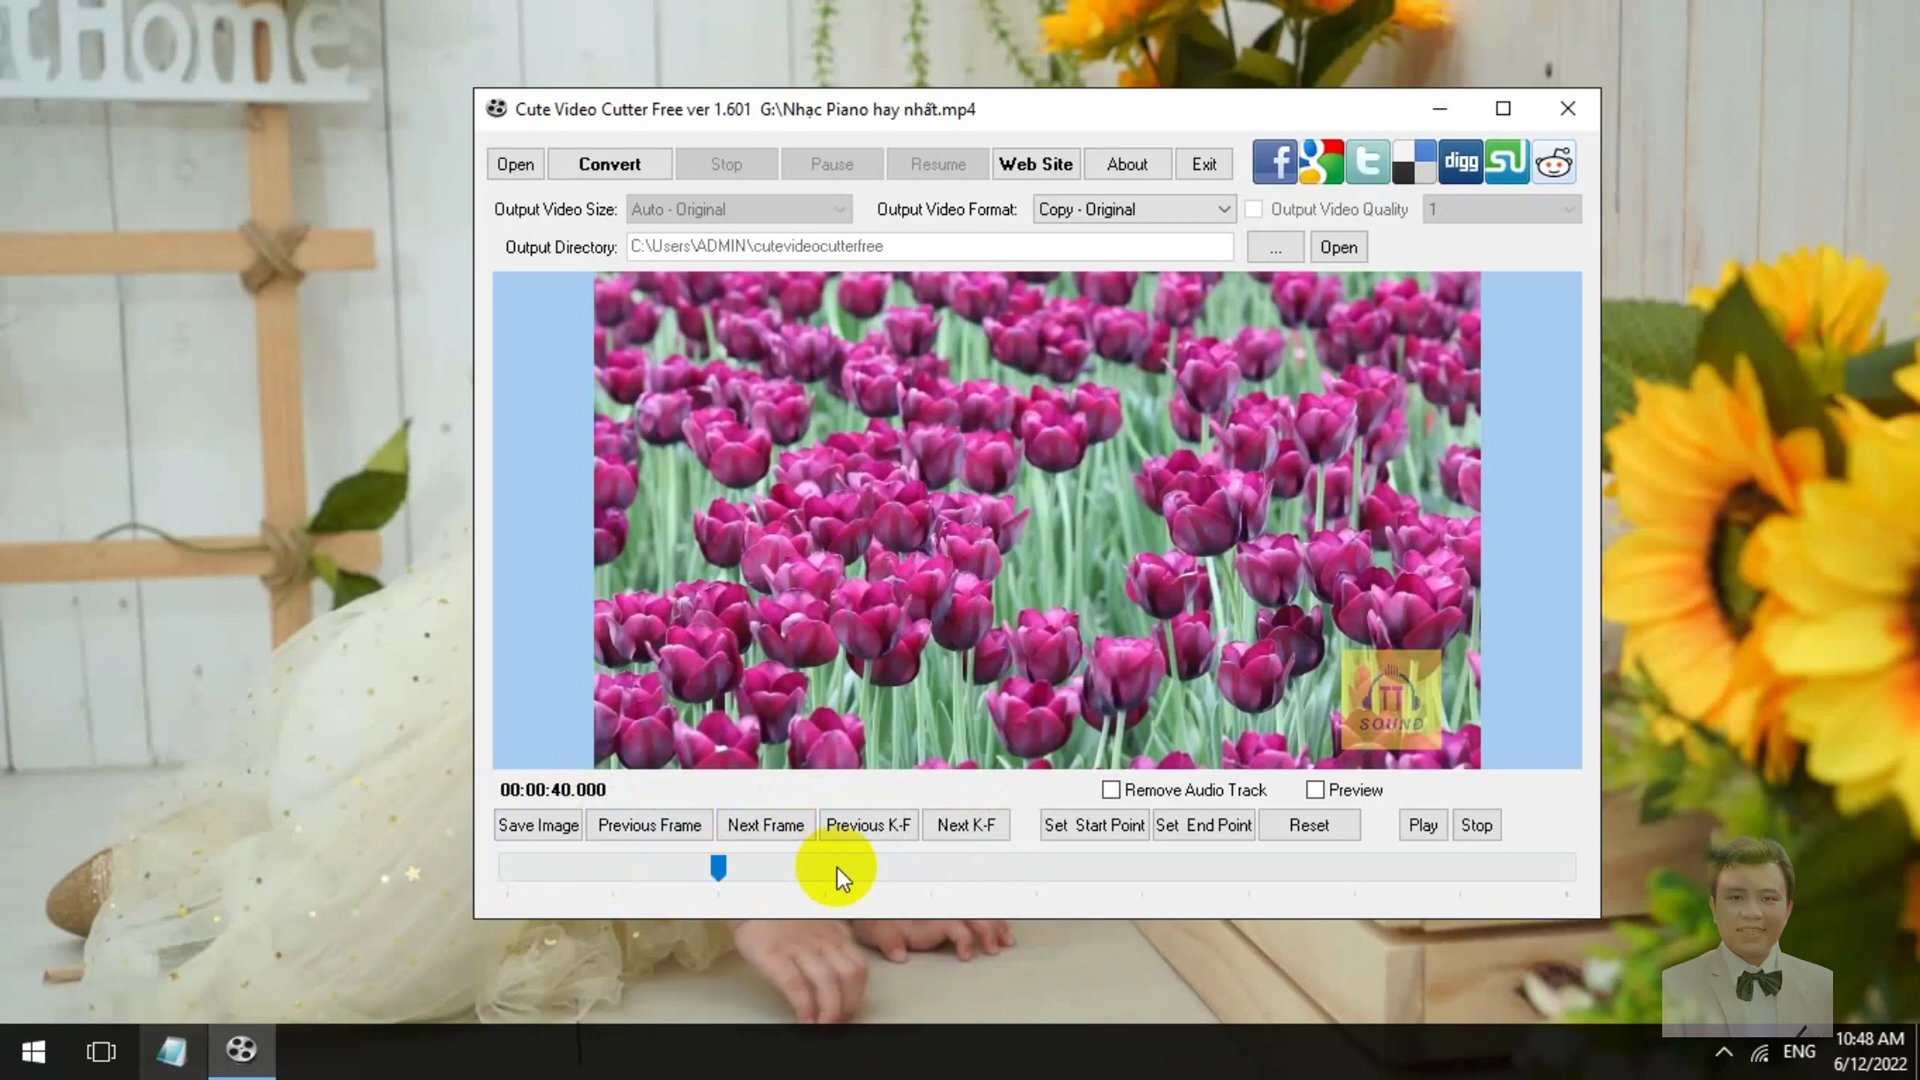 tHome
Cute Video Cutter Free ver 1.601 G:\Nhạc Piano hay nhất.mp4
Open Convert Stop Pause Resume Web Site About Exit f t digg SU
Output Video Size: Auto - Original Output Video Format: Copy - Original Output Video Quality 1
Output Directory: C:\Users\ADMIN\cutevideocutterfree ... Open
TT
SOUND
00:00:40.000 Remove Audio Track Preview
Save Image Previous Frame Next Frame Previous K-F Next K-F Set Start Point Set End Point Reset Play Stop
ENG 10:48 AM
6/12/2022